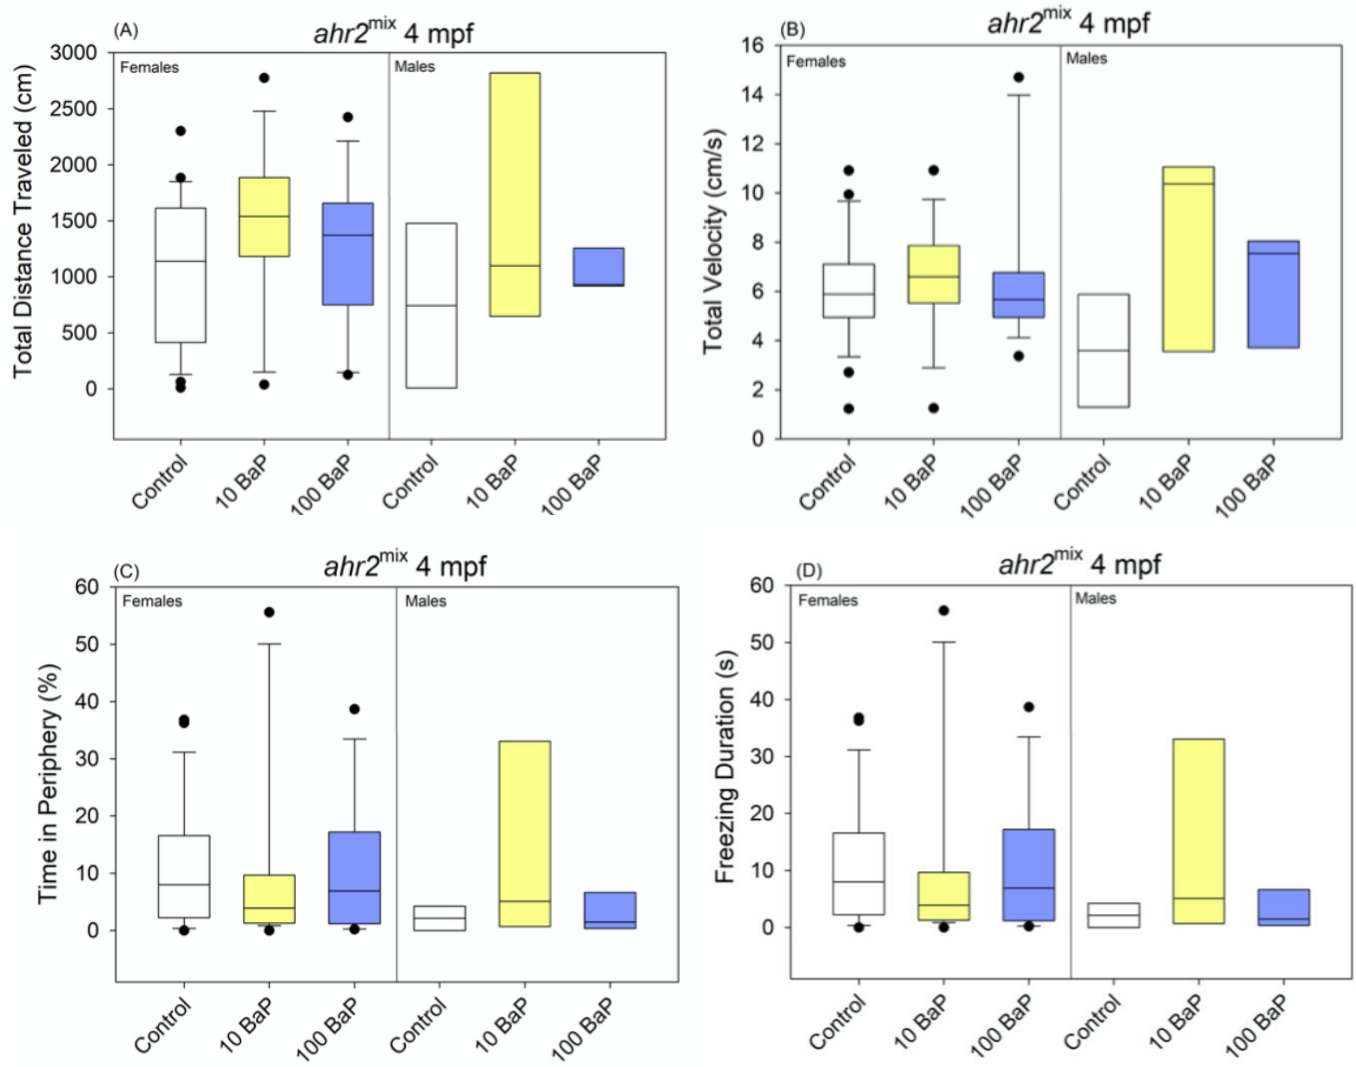 (A)
ahr2mix 4 mpf
Total Distance Traveled (cm)
3000
2500
2000
1500
1000
500
0
Females
Males
Control
10 BaP
100 BaP
Control
10 BaP
100 BaP
(B)
ahr2mix 4 mpf
Total Velocity (cm/s)
16
14
12
10
8
6
4
2
0
Females
Males
Control
10 BaP
100 BaP
Control
10 BaP
100 BaP
(C)
ahr2mix 4 mpf
Time in Periphery (%)
60
50
40
30
20
10
0
Females
Males
Control
10 BaP
100 BaP
Control
10 BaP
100 BaP
(D)
ahr2mix 4 mpf
Freezing Duration (s)
60
50
40
30
20
10
0
Females
Males
Control
10 BaP
100 BaP
Control
10 BaP
100 BaP